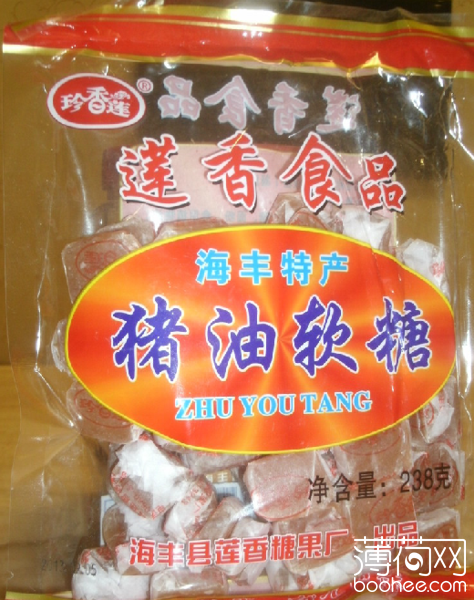 珍香莲®
莲香食品
莲香食品
海丰特产
猪油软糖
ZHU YOU TANG
净含量：238克
海丰县莲香糖果厂 出品
薄荷网
boohee.com